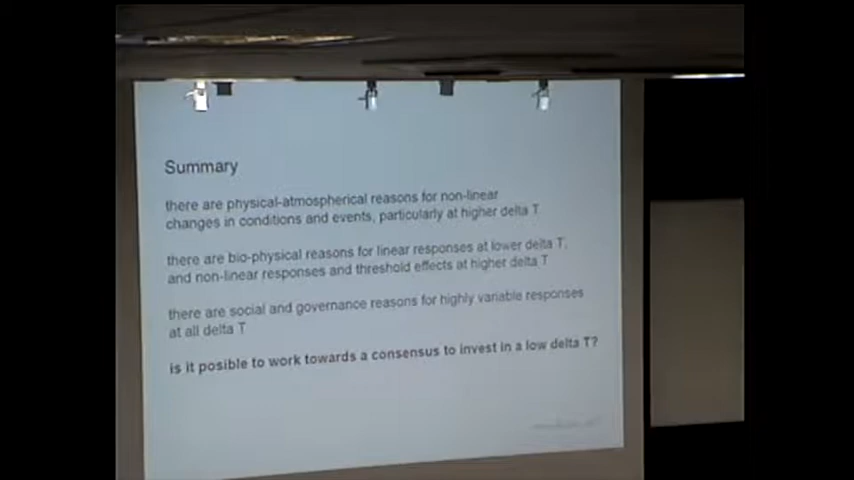 Summary
there are physical-atmospherical reasons for non-linear
changes in conditions and events, particularly at higher delta T
there are bio-physical reasons for linear responses at lower delta T,
and non-linear responses and threshold effects at higher delta T
there are social and governance reasons for highly variable responses
at all delta T
is it posible to work towards a consensus to invest in a low delta T?